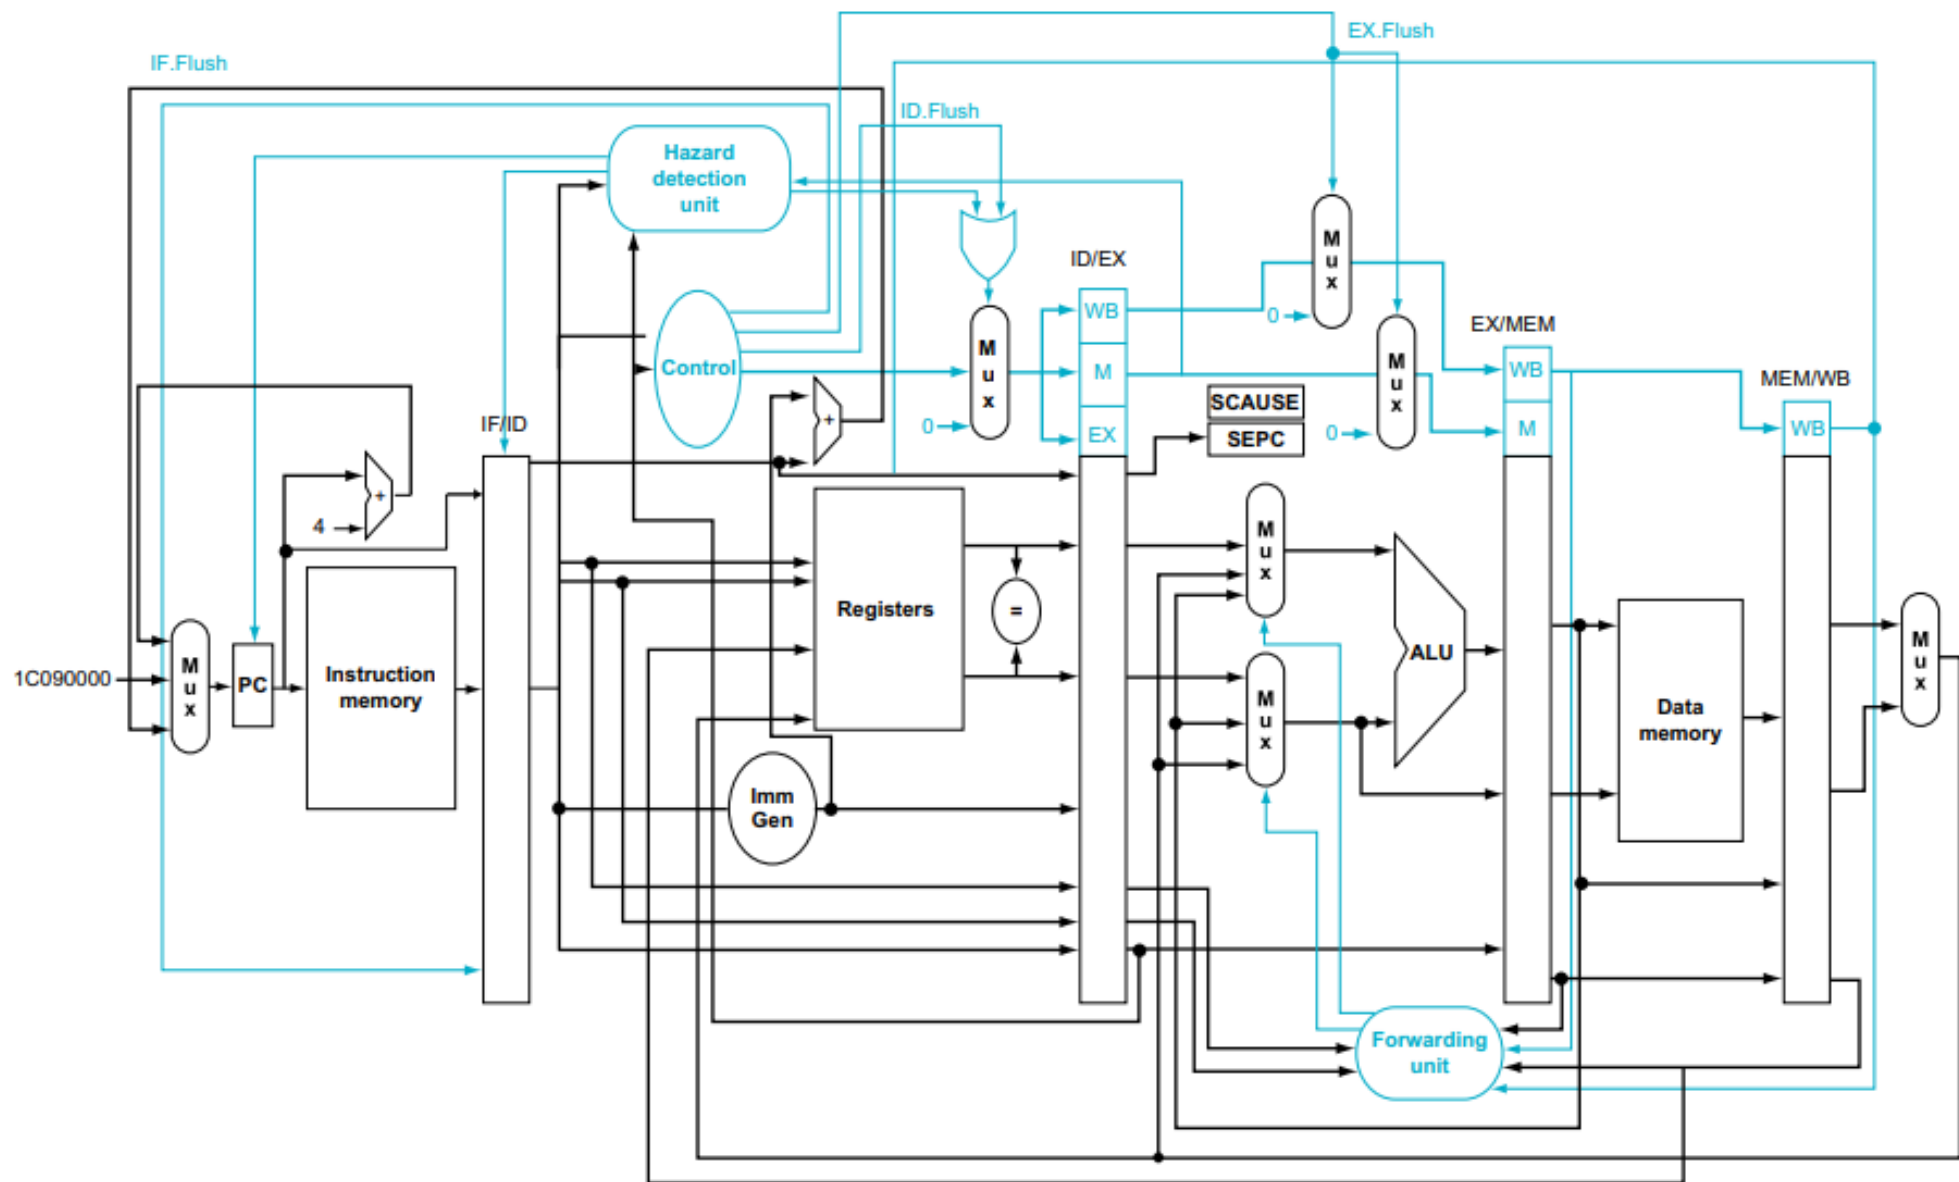 EX.Flush
IF.Flush
ID.Flush
Hazard
detection
unit
M
u
x
ID/EX
WB
0
EX/MEM
M
u
x
Control
M
u
x
M
WB
MEM/WB
SCAUSE
IF/ID
0
EX
SEPC
0
M
WB
+
+
4
M
u
x
Registers
=
M
u
x
M
u
x
PC
Instruction
memory
ALU
1C090000
M
u
x
Data
memory
Imm
Gen
Forwarding
unit